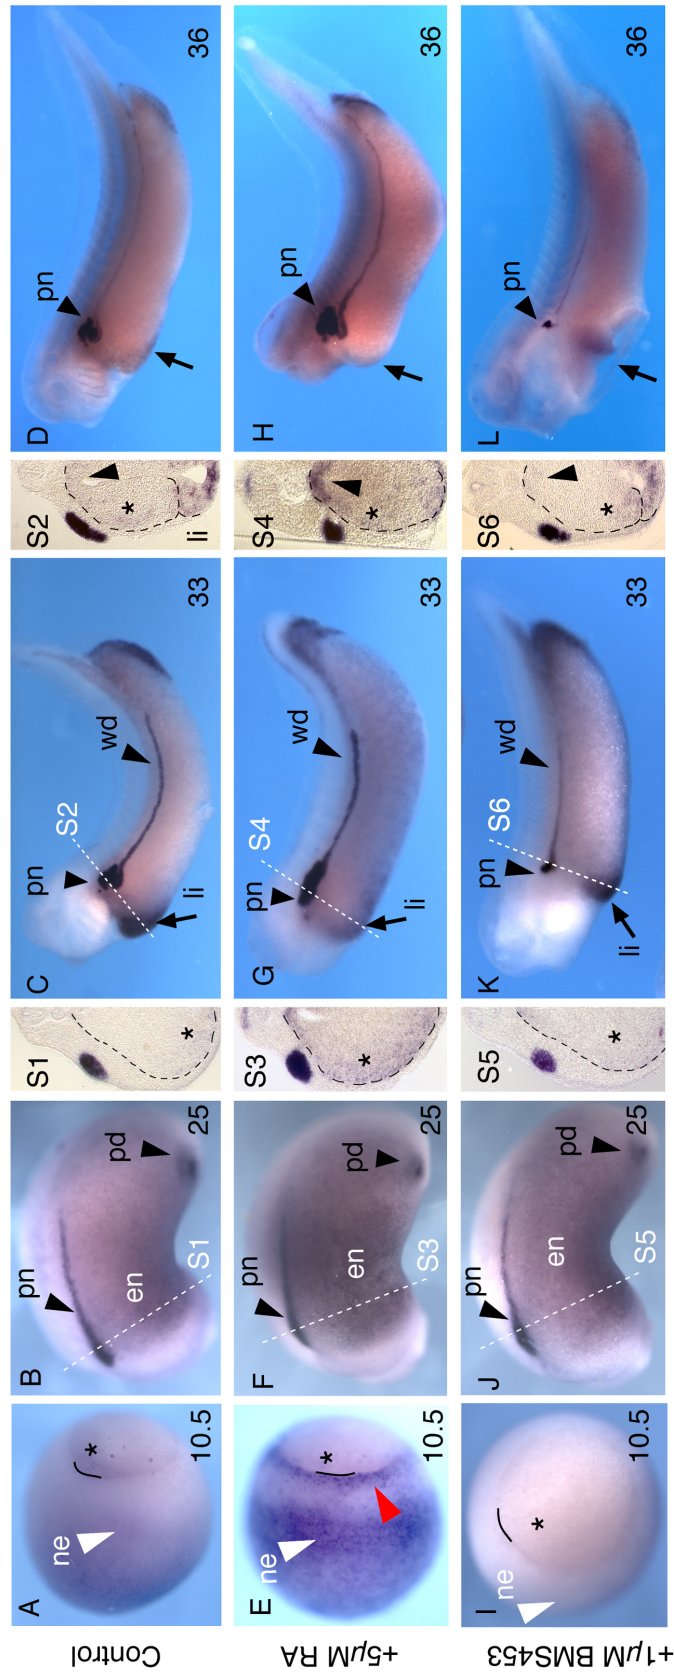 Control
A
ne
*
10.5
B
pn
en
pd
S1
25
S1
*
C
pn
S2
wd
li
33
S2
*
li
D
pn
36
+5µM RA
E
ne
*
10.5
F
pn
en
pd
S3
25
S3
*
G
pn
S4
wd
li
33
S4
*
H
pn
36
+1µM BMS453
I
ne
*
10.5
J
pn
en
pd
S5
25
S5
*
K
pn
S6
wd
li
33
S6
*
L
pn
36